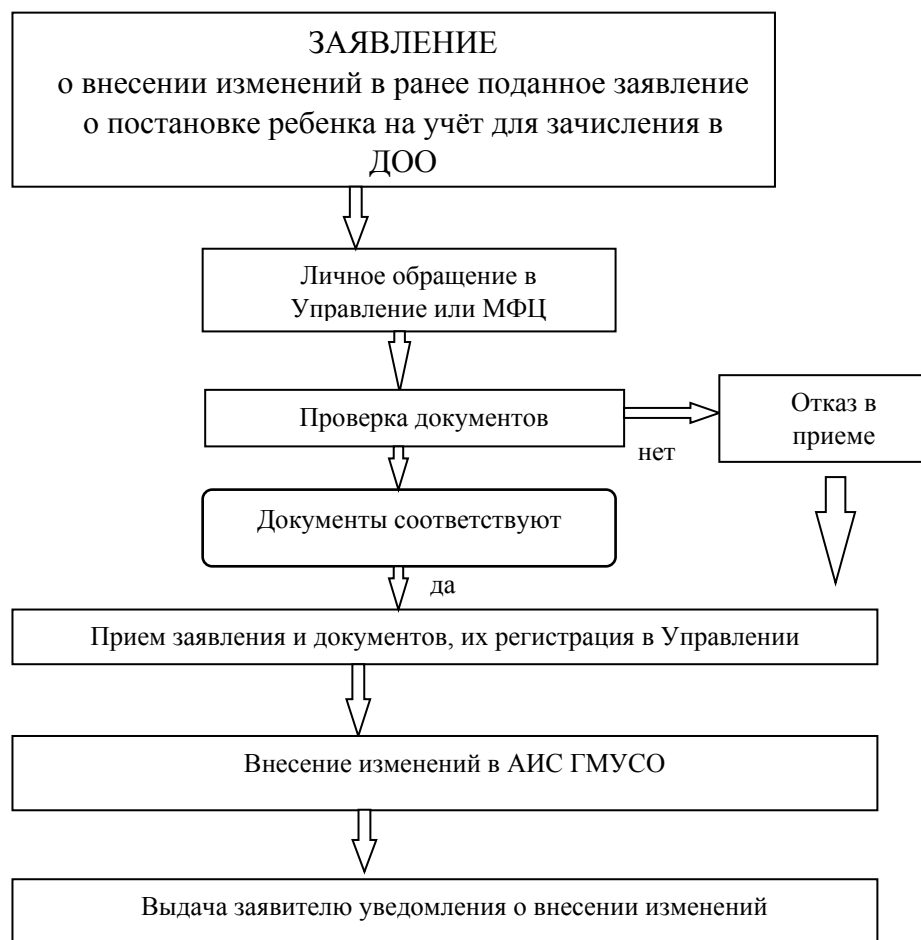 ЗАЯВЛЕНИЕ
о внесении изменений в ранее поданное заявление
о постановке ребенка на учёт для зачисления в
ДОО
Личное обращение в
Управление или МФЦ
Проверка документов
Отказ в
приеме
нет
Документы соответствуют
да
Прием заявления и документов, их регистрация в Управлении
Внесение изменений в АИС ГМУСО
Выдача заявителю уведомления о внесении изменений